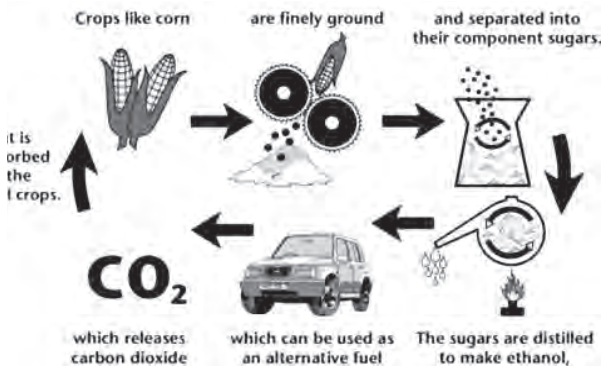 Crops like corn
are finely ground
and separated into
their component sugars.
The sugars are distilled
to make ethanol,
which can be used as
an alternative fuel
which releases
carbon dioxide
CO₂
the
crops.